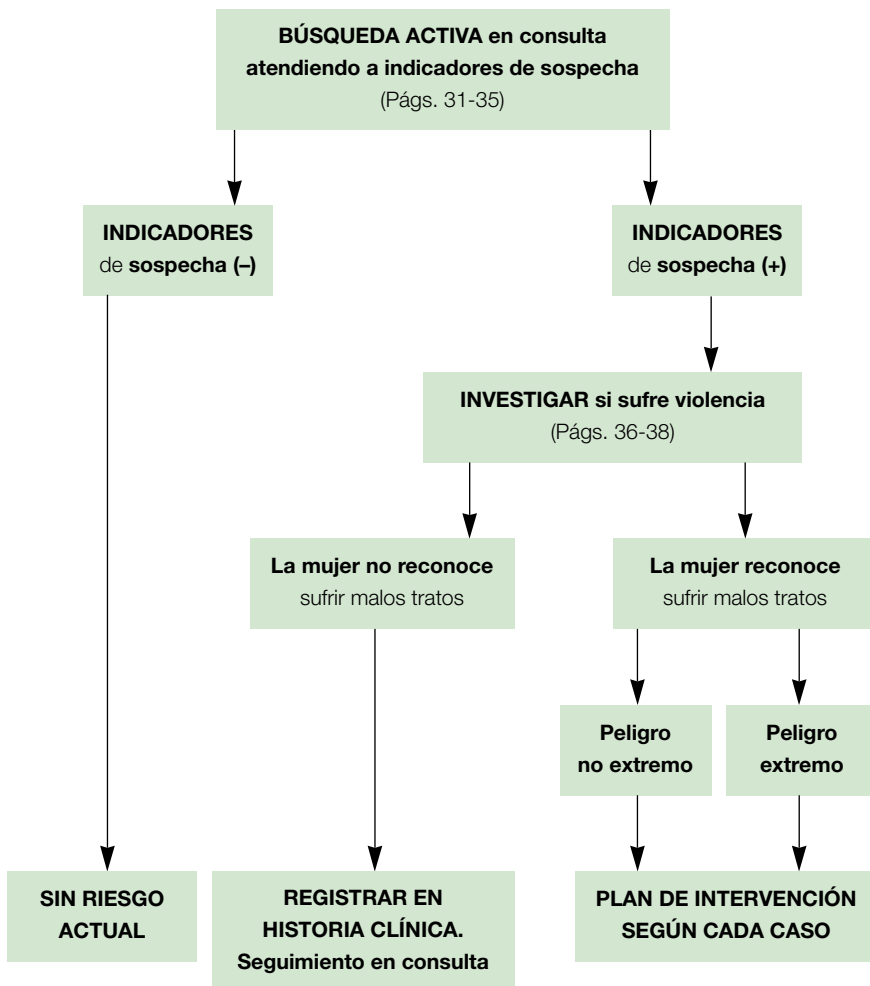 BÚSQUEDA ACTIVA en consulta
atendiendo a indicadores de sospecha
(Págs. 31-35)
INDICADORES
de sospecha (–)
INDICADORES
de sospecha (+)
INVESTIGAR si sufre violencia
(Págs. 36-38)
La mujer no reconoce
sufrir malos tratos
La mujer reconoce
sufrir malos tratos
Peligro
no extremo
Peligro
extremo
SIN RIESGO
ACTUAL
REGISTRAR EN
HISTORIA CLÍNICA.
Seguimiento en consulta
PLAN DE INTERVENCIÓN
SEGÚN CADA CASO